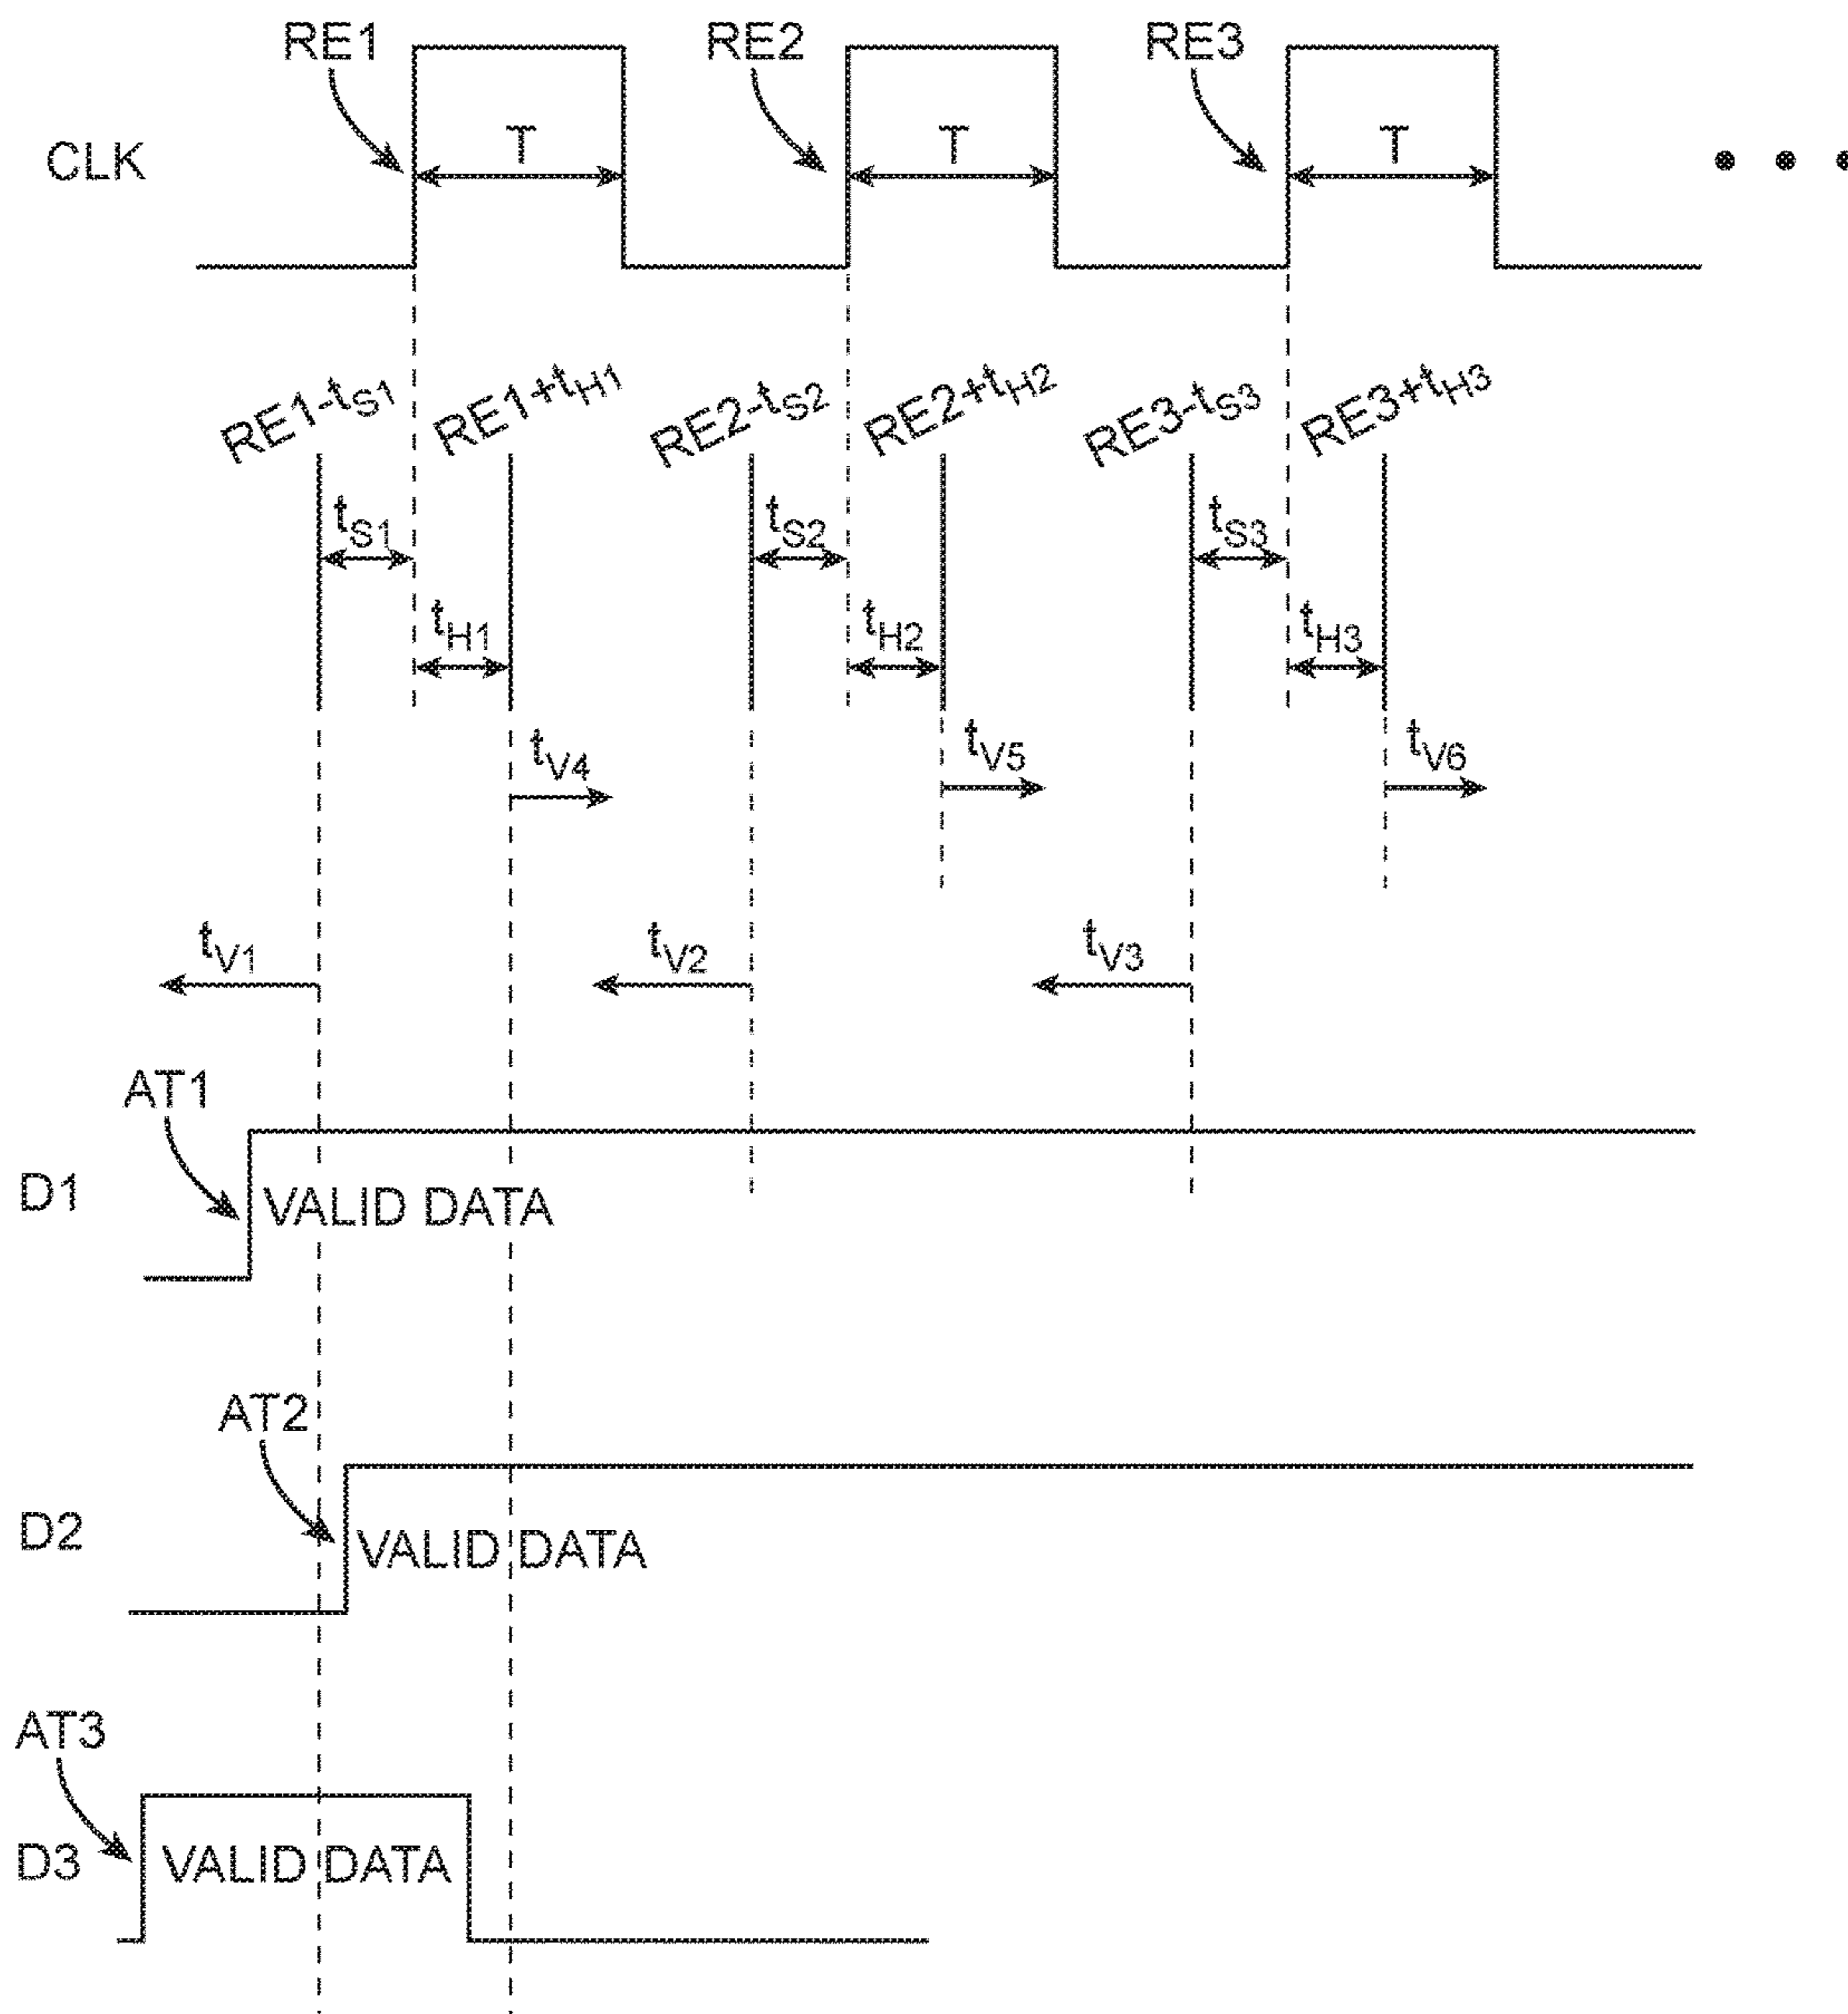 RE1 RE2 RE3
CLK T T T
RE1-tS1 RE1+tH1 RE2-tS2 RE2+tH2 RE3-tS3 RE3+tH3
tS1 tS2 tS3
tH1 tH2 tH3
tV4 tV5 tV6
tV1 tV2 tV3
AT1
D1 VALID DATA
AT2
D2 VALID DATA
AT3
D3 VALID DATA